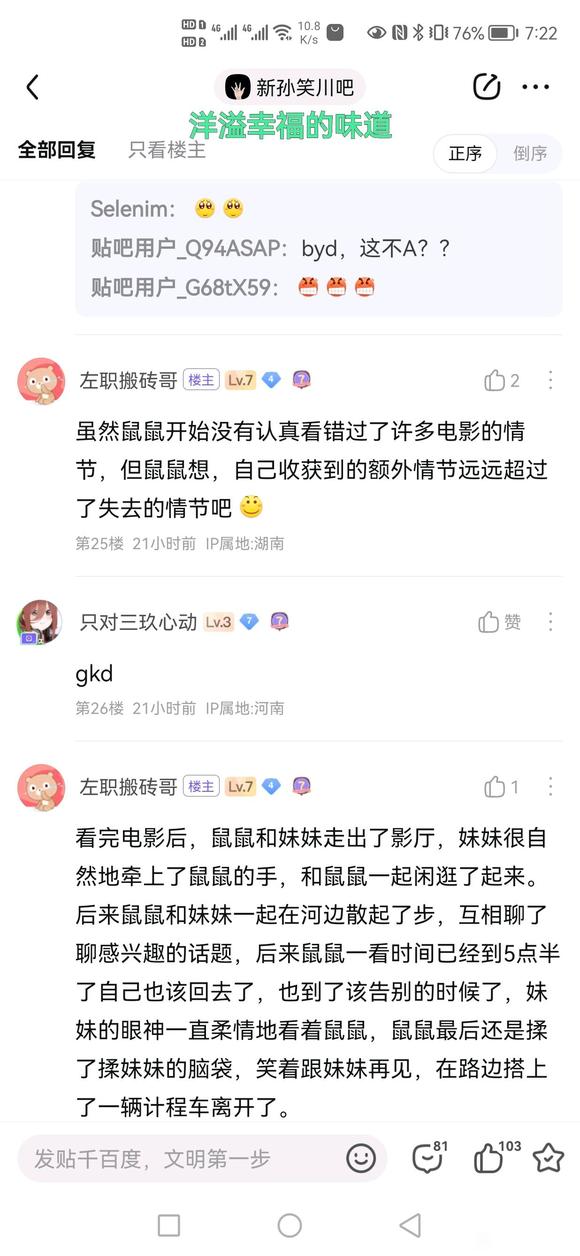 HD 1 4G 4G 10.8 76% 7:22
HD 2 K/s
新孙笑川吧
洋溢幸福的味道
全部回复 只看楼主 正序 倒序
Selenim：
贴吧用户_Q94ASAP：byd，这不A？？
贴吧用户_G68tX59：
左职搬砖哥 楼主 Lv.7 4 7 2
虽然鼠鼠开始没有认真看错过了许多电影的情
节，但鼠鼠想，自己收获到的额外情节远远超过
了失去的情节吧
第25楼 21小时前 IP属地:湖南
只对三玖心动 Lv.3 7 7 赞
gkd
第26楼 21小时前 IP属地:河南
左职搬砖哥 楼主 Lv.7 4 7 1
看完电影后，鼠鼠和妹妹走出了影厅，妹妹很自
然地牵上了鼠鼠的手，和鼠鼠一起闲逛了起来。
后来鼠鼠和妹妹一起在河边散起了步，互相聊了
聊感兴趣的话题，后来鼠鼠一看时间已经到5点半
了自己也该回去了，也到了该告别的时候了，妹
妹的眼神一直柔情地看着鼠鼠，鼠鼠最后还是揉
了揉妹妹的脑袋，笑着跟妹妹再见，在路边搭上
了一辆计程车离开了。
发贴千百度，文明第一步 81 103